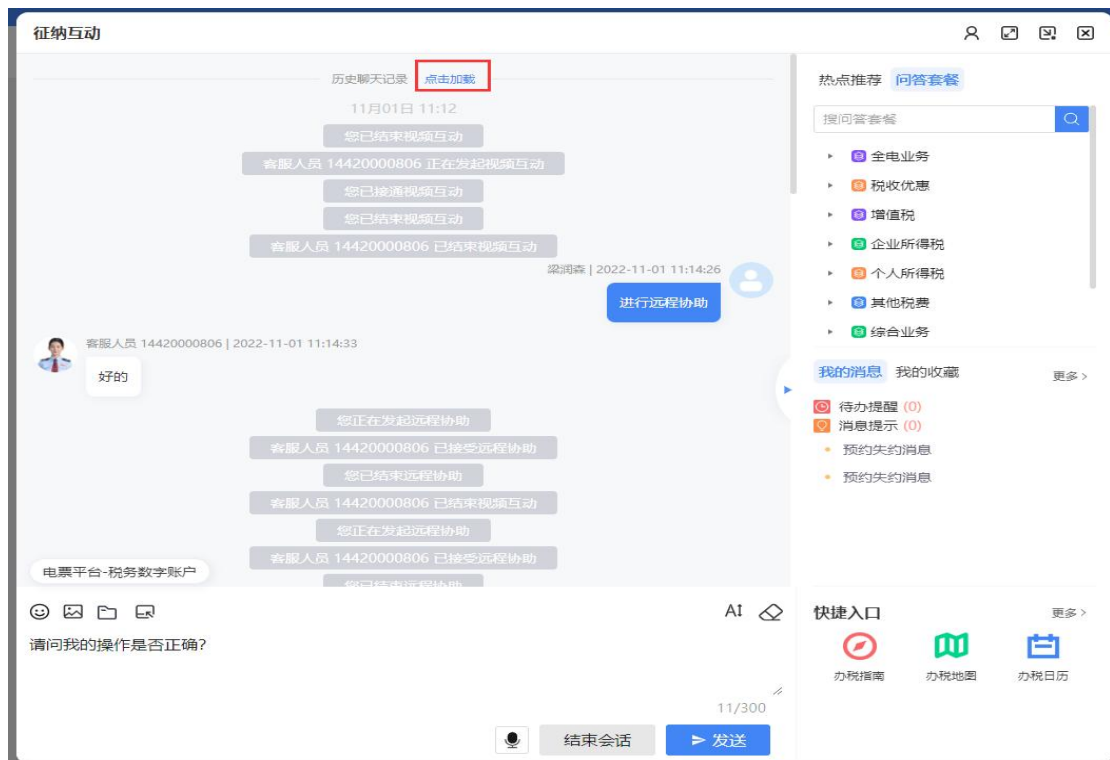 征纳互动
历史聊天记录 点击加载
11月01日 11:12
您已结束视频互动
客服人员 14420000806 正在发起视频互动
您已接通视频互动
您已结束视频互动
客服人员 14420000806 已结束视频互动
梁润森 | 2022-11-01 11:14:26
进行远程协助
客服人员 14420000806 | 2022-11-01 11:14:33
好的
您正在发起远程协助
客服人员 14420000806 已接受远程协助
您已结束远程协助
客服人员 14420000806 已结束视频互动
您正在发起远程协助
客服人员 14420000806 已接受远程协助
您已结束远程协助
电票平台-税务数字账户
AI
请问我的操作是否正确?
11/300
结束会话
发送
热点推荐 问答套餐
搜问答套餐
全电业务
税收优惠
增值税
企业所得税
个人所得税
其他税费
综合业务
我的消息 我的收藏 更多>
待办提醒 (0)
消息提示 (0)
预约失约消息
预约失约消息
快捷入口 更多>
办税指南 办税地图 办税日历